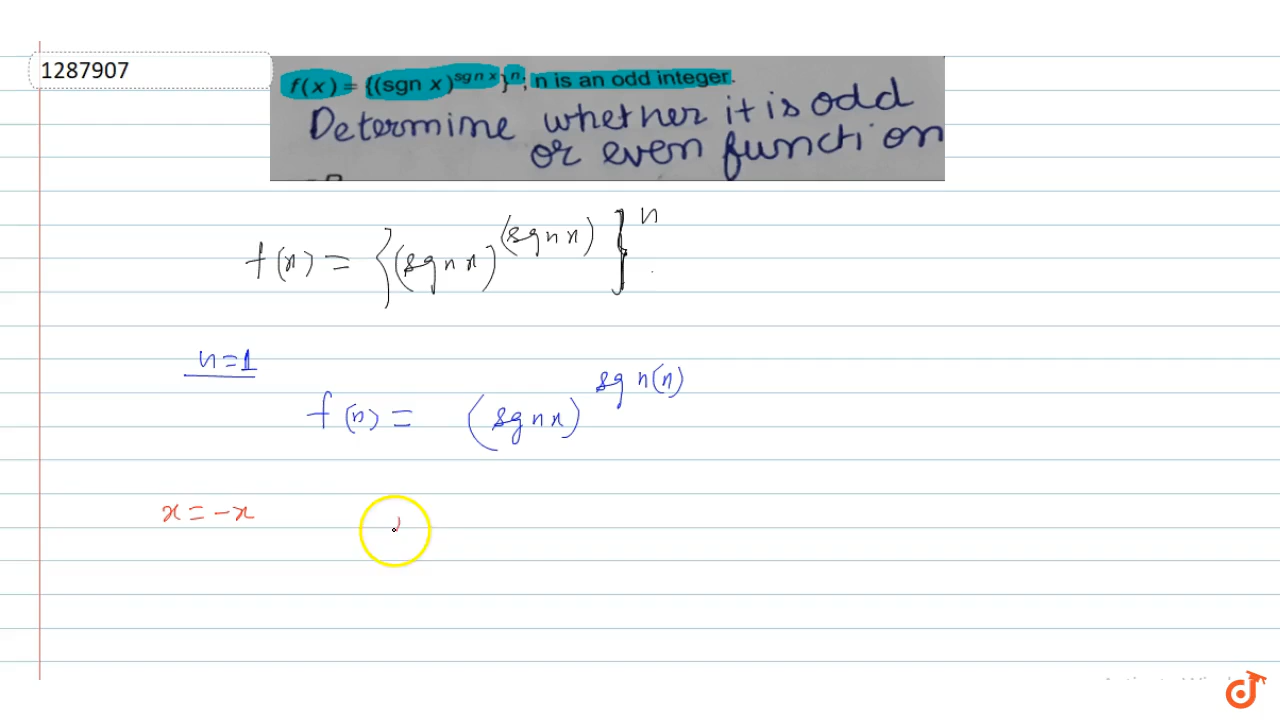 1287907
f(x) = {(sgn x)^sgn x}^n; n is an odd integer.
Determine whether it is odd
or even function
f(x) = {(sgn x)^(sgn x)}^n
n=1
f(n) = (sgn x)^sgn(n)
x = -x